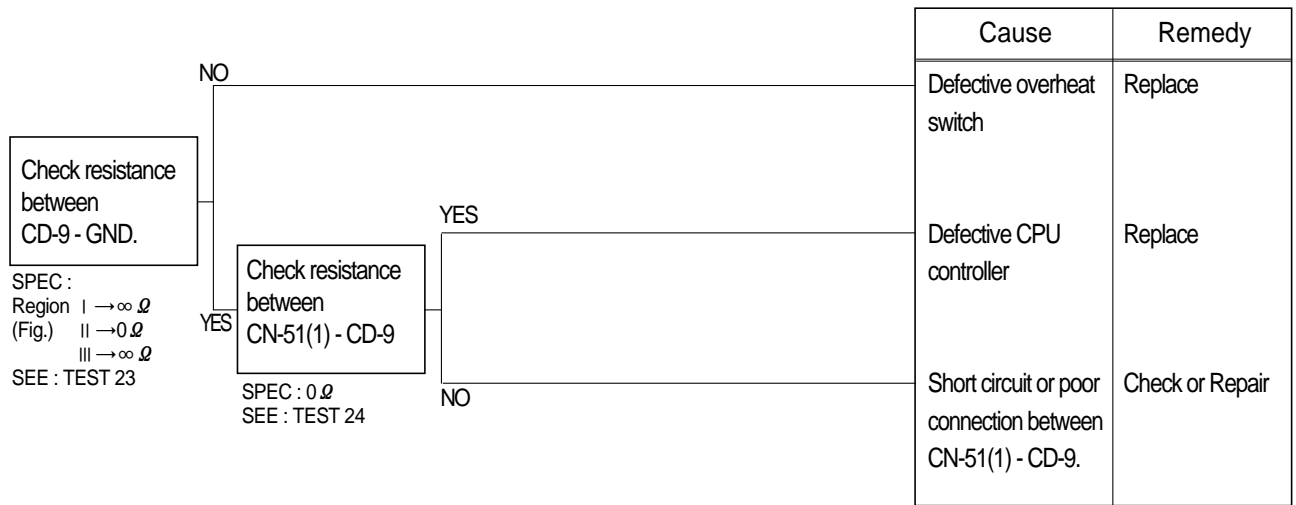 Check resistance
between
CD-9 - GND.
SPEC :
Region Ⅰ → ∞ Ω
(Fig.) Ⅱ → 0 Ω
Ⅲ → ∞ Ω
SEE : TEST 23
NO
YES
Check resistance
between
CN-51(1) - CD-9
SPEC : 0 Ω
SEE : TEST 24
YES
NO
Cause Remedy
Defective overheat Replace
switch
Defective CPU Replace
controller
Short circuit or poor Check or Repair
connection between
CN-51(1) - CD-9.